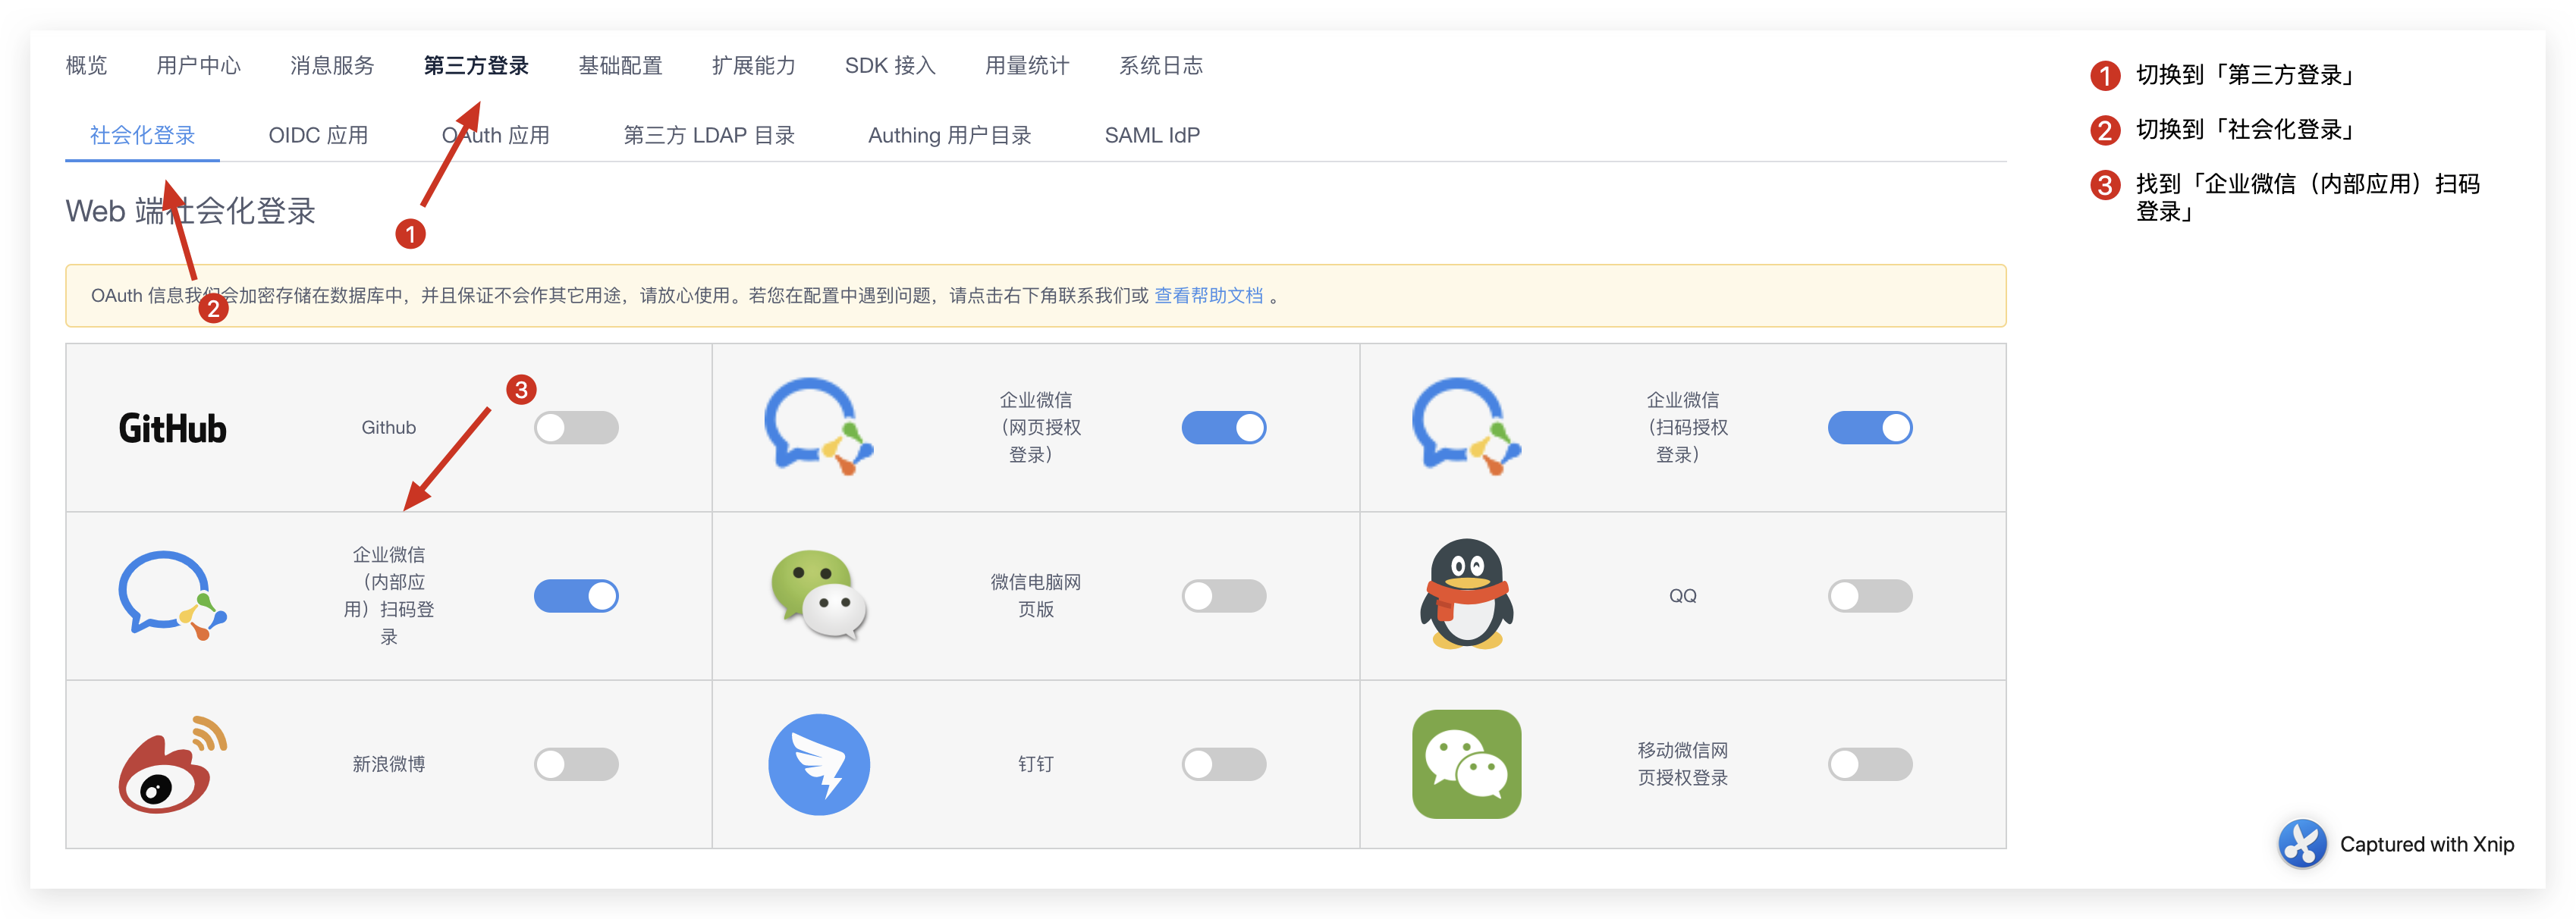 概览 用户中心 消息服务 第三方登录 基础配置 扩展能力 SDK 接入 用量统计 系统日志
社会化登录 OIDC 应用 OAuth 应用 第三方 LDAP 目录 Authing 用户目录 SAML IdP
Web 端社会化登录
1
2
OAuth 信息我们会加密存储在数据库中，并且保证不会作其它用途，请放心使用。若您在配置中遇到问题，请点击右下角联系我们或 查看帮助文档 。
3
GitHub
Github
企业微信
（网页授权
登录）
企业微信
（扫码授权
登录）
企业微信
（内部应
用）扫码登
录
微信电脑网
页版
QQ
新浪微博
钉钉
移动微信网
页授权登录
1 切换到「第三方登录」
2 切换到「社会化登录」
3 找到「企业微信（内部应用）扫码
登录」
Captured with Xnip